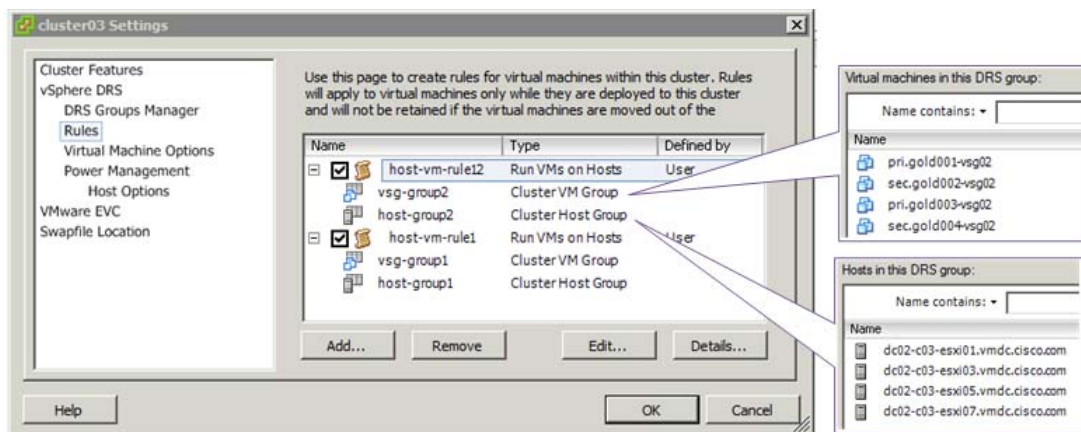 cluster03 Settings
Cluster Features
vSphere DRS
DRS Groups Manager
Rules
Virtual Machine Options
Power Management
Host Options
VMware EVC
Swapfile Location
Use this page to create rules for virtual machines within this cluster. Rules
will apply to virtual machines only while they are deployed to this cluster
and will not be retained if the virtual machines are moved out of the
Name Type Defined by
host-vm-rule12 Run VMs on Hosts User
vsg-group2 Cluster VM Group
host-group2 Cluster Host Group
host-vm-rule1 Run VMs on Hosts User
vsg-group1 Cluster VM Group
host-group1 Cluster Host Group
Add... Remove Edit... Details...
Help OK Cancel
Virtual machines in this DRS group:
Name contains:
Name
pri.gold001-vsg02
sec.gold002-vsg02
pri.gold003-vsg02
sec.gold004-vsg02
Hosts in this DRS group:
Name contains:
Name
dc02-c03-esxi01.vmdc.cisco.com
dc02-c03-esxi03.vmdc.cisco.com
dc02-c03-esxi05.vmdc.cisco.com
dc02-c03-esxi07.vmdc.cisco.com